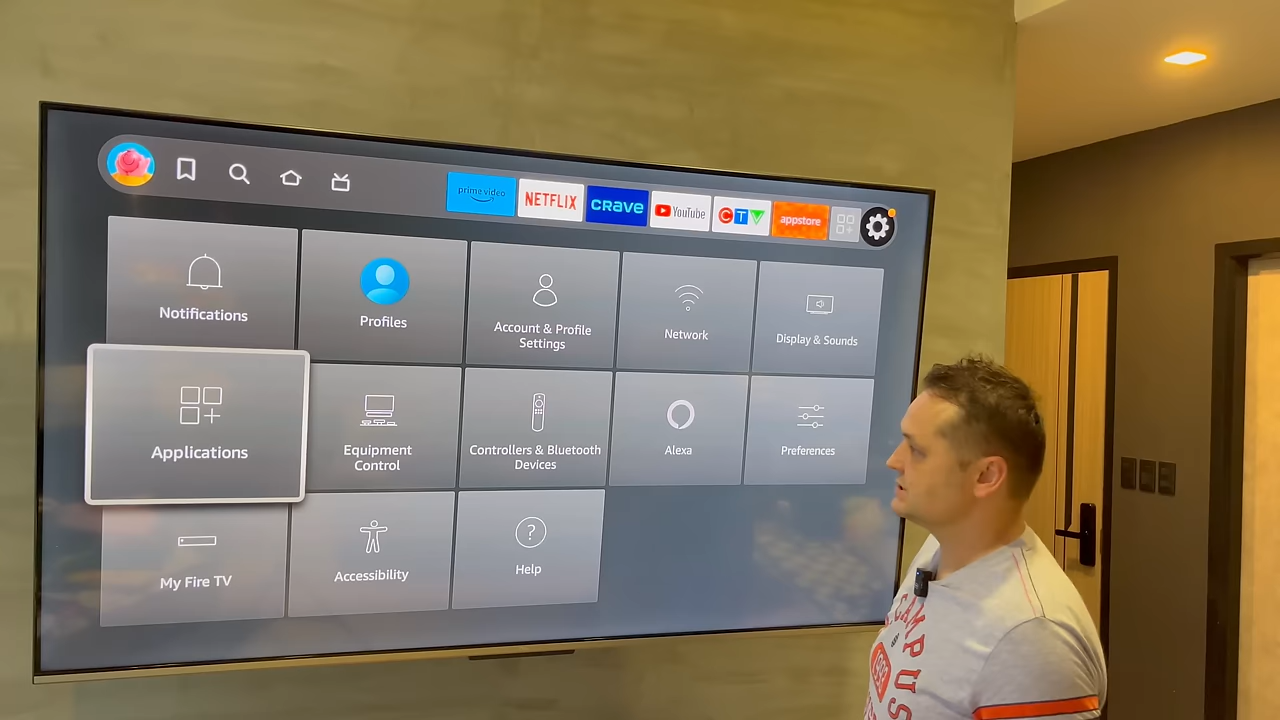 prime video
NETFLIX
crave
YouTube
CTV
appstore
Notifications
Profiles
Account & Profile
Settings
Network
Display & Sounds
Applications
Equipment
Control
Controllers & Bluetooth
Devices
Alexa
Preferences
My Fire TV
Accessibility
?
Help
CAMPUS